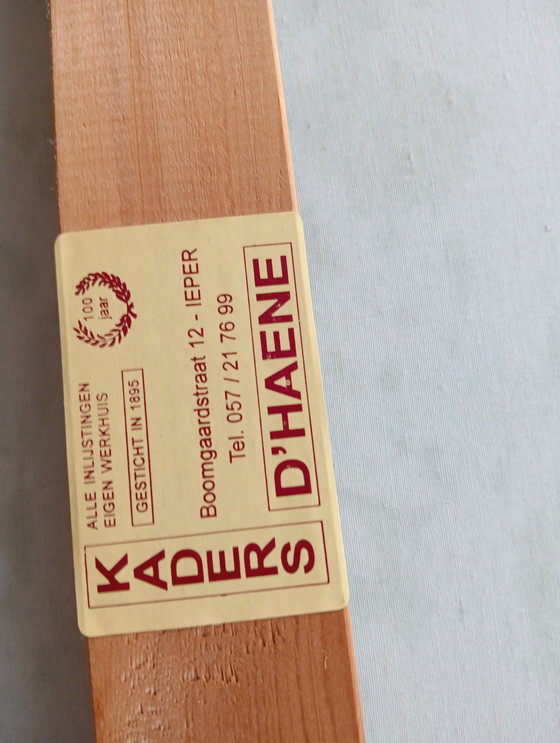 KADERS
ALLE INLIJSTINGEN
EIGEN WERKHUIS
100
jaar
GESTICHT IN 1895
Boomgaardstraat 12 - IEPER
Tel. 057 / 21 76 99
D'HAENE